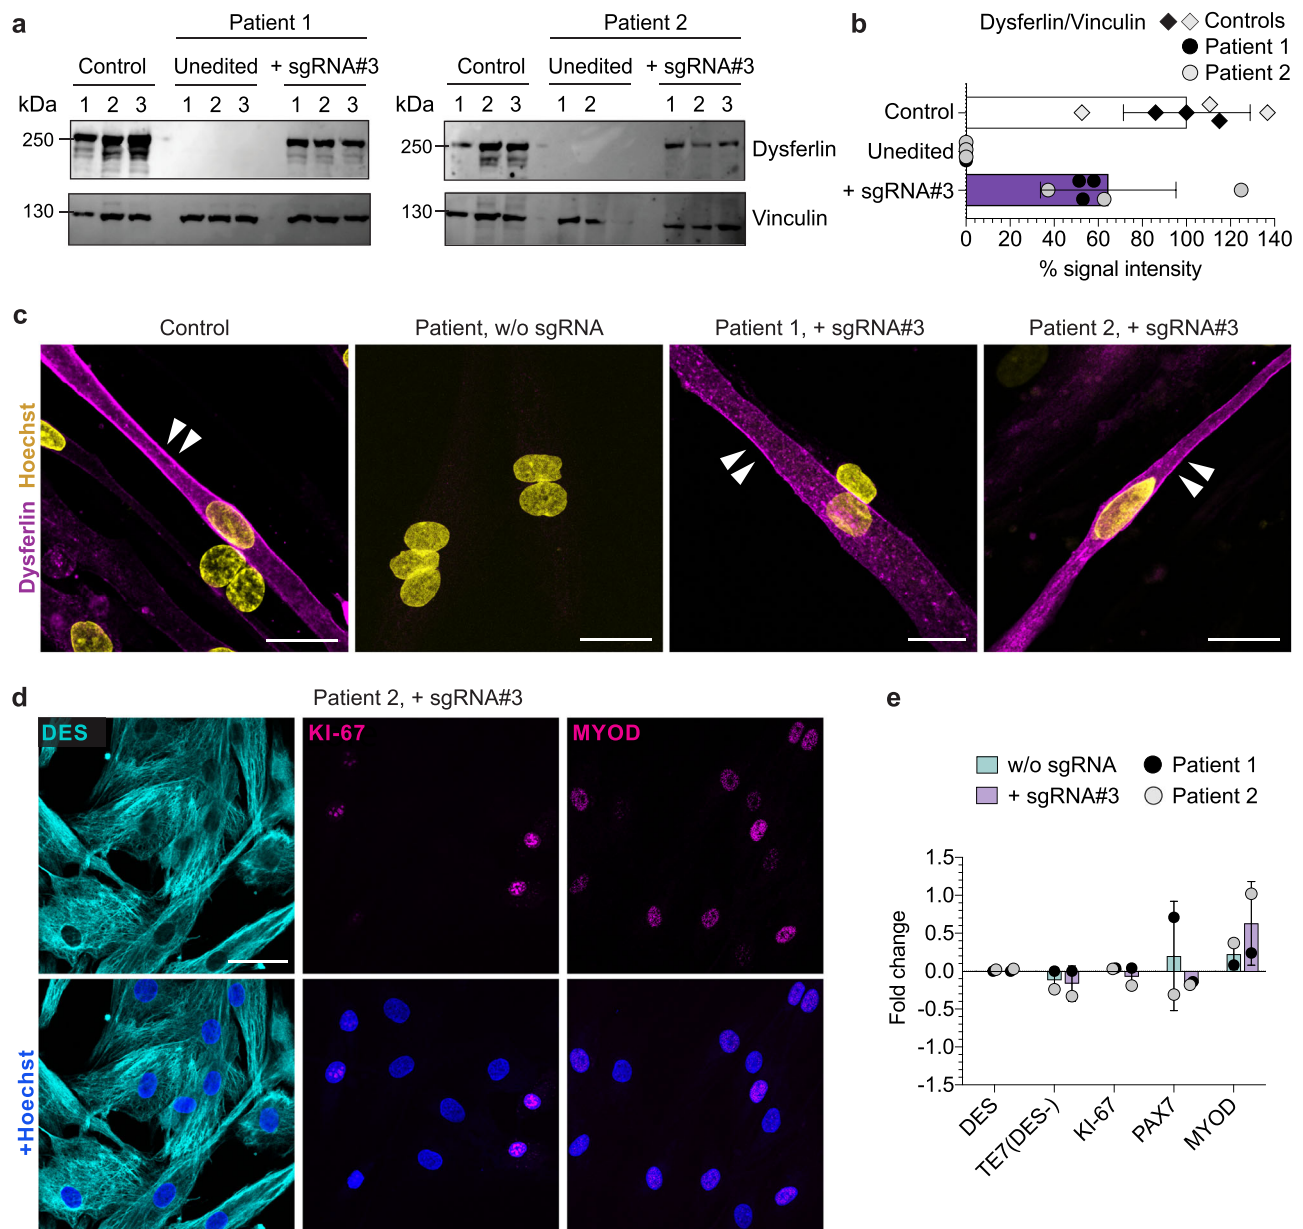 a
Patient 1
Patient 2
Control Unedited + sgRNA#3
Control Unedited + sgRNA#3
kDa 1 2 3 1 2 3 1 2 3
kDa 1 2 3 1 2 1 2 3
250
250
Dysferlin
130
130
Vinculin
b
Dysferlin/Vinculin
Controls
Patient 1
Patient 2
Control
Unedited
+ sgRNA#3
0 20 40 60 80 100 120 140
% signal intensity
c
Control
Patient, w/o sgRNA
Patient 1, + sgRNA#3
Patient 2, + sgRNA#3
Dysferlin Hoechst
d
Patient 2, + sgRNA#3
DES
KI-67
MYOD
+Hoechst
e
w/o sgRNA
Patient 1
+ sgRNA#3
Patient 2
Fold change
1.5
1.0
0.5
0.0
-0.5
-1.0
-1.5
DES
TE7(DES-)
KI-67
PAX7
MYOD